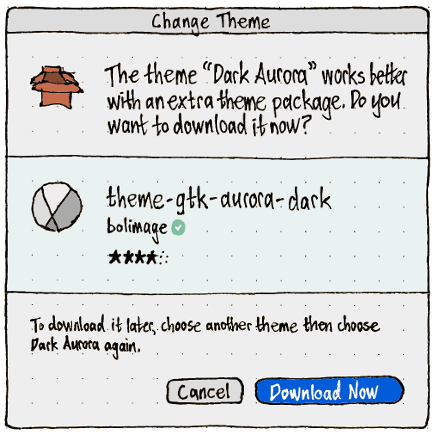 Change Theme
The theme “Dark Aurora” works better
with an extra theme package. Do you
want to download it now?
theme-gtk-aurora-dark
bolimage
To download it later, choose another theme then choose
Dark Aurora again.
Cancel
Download Now